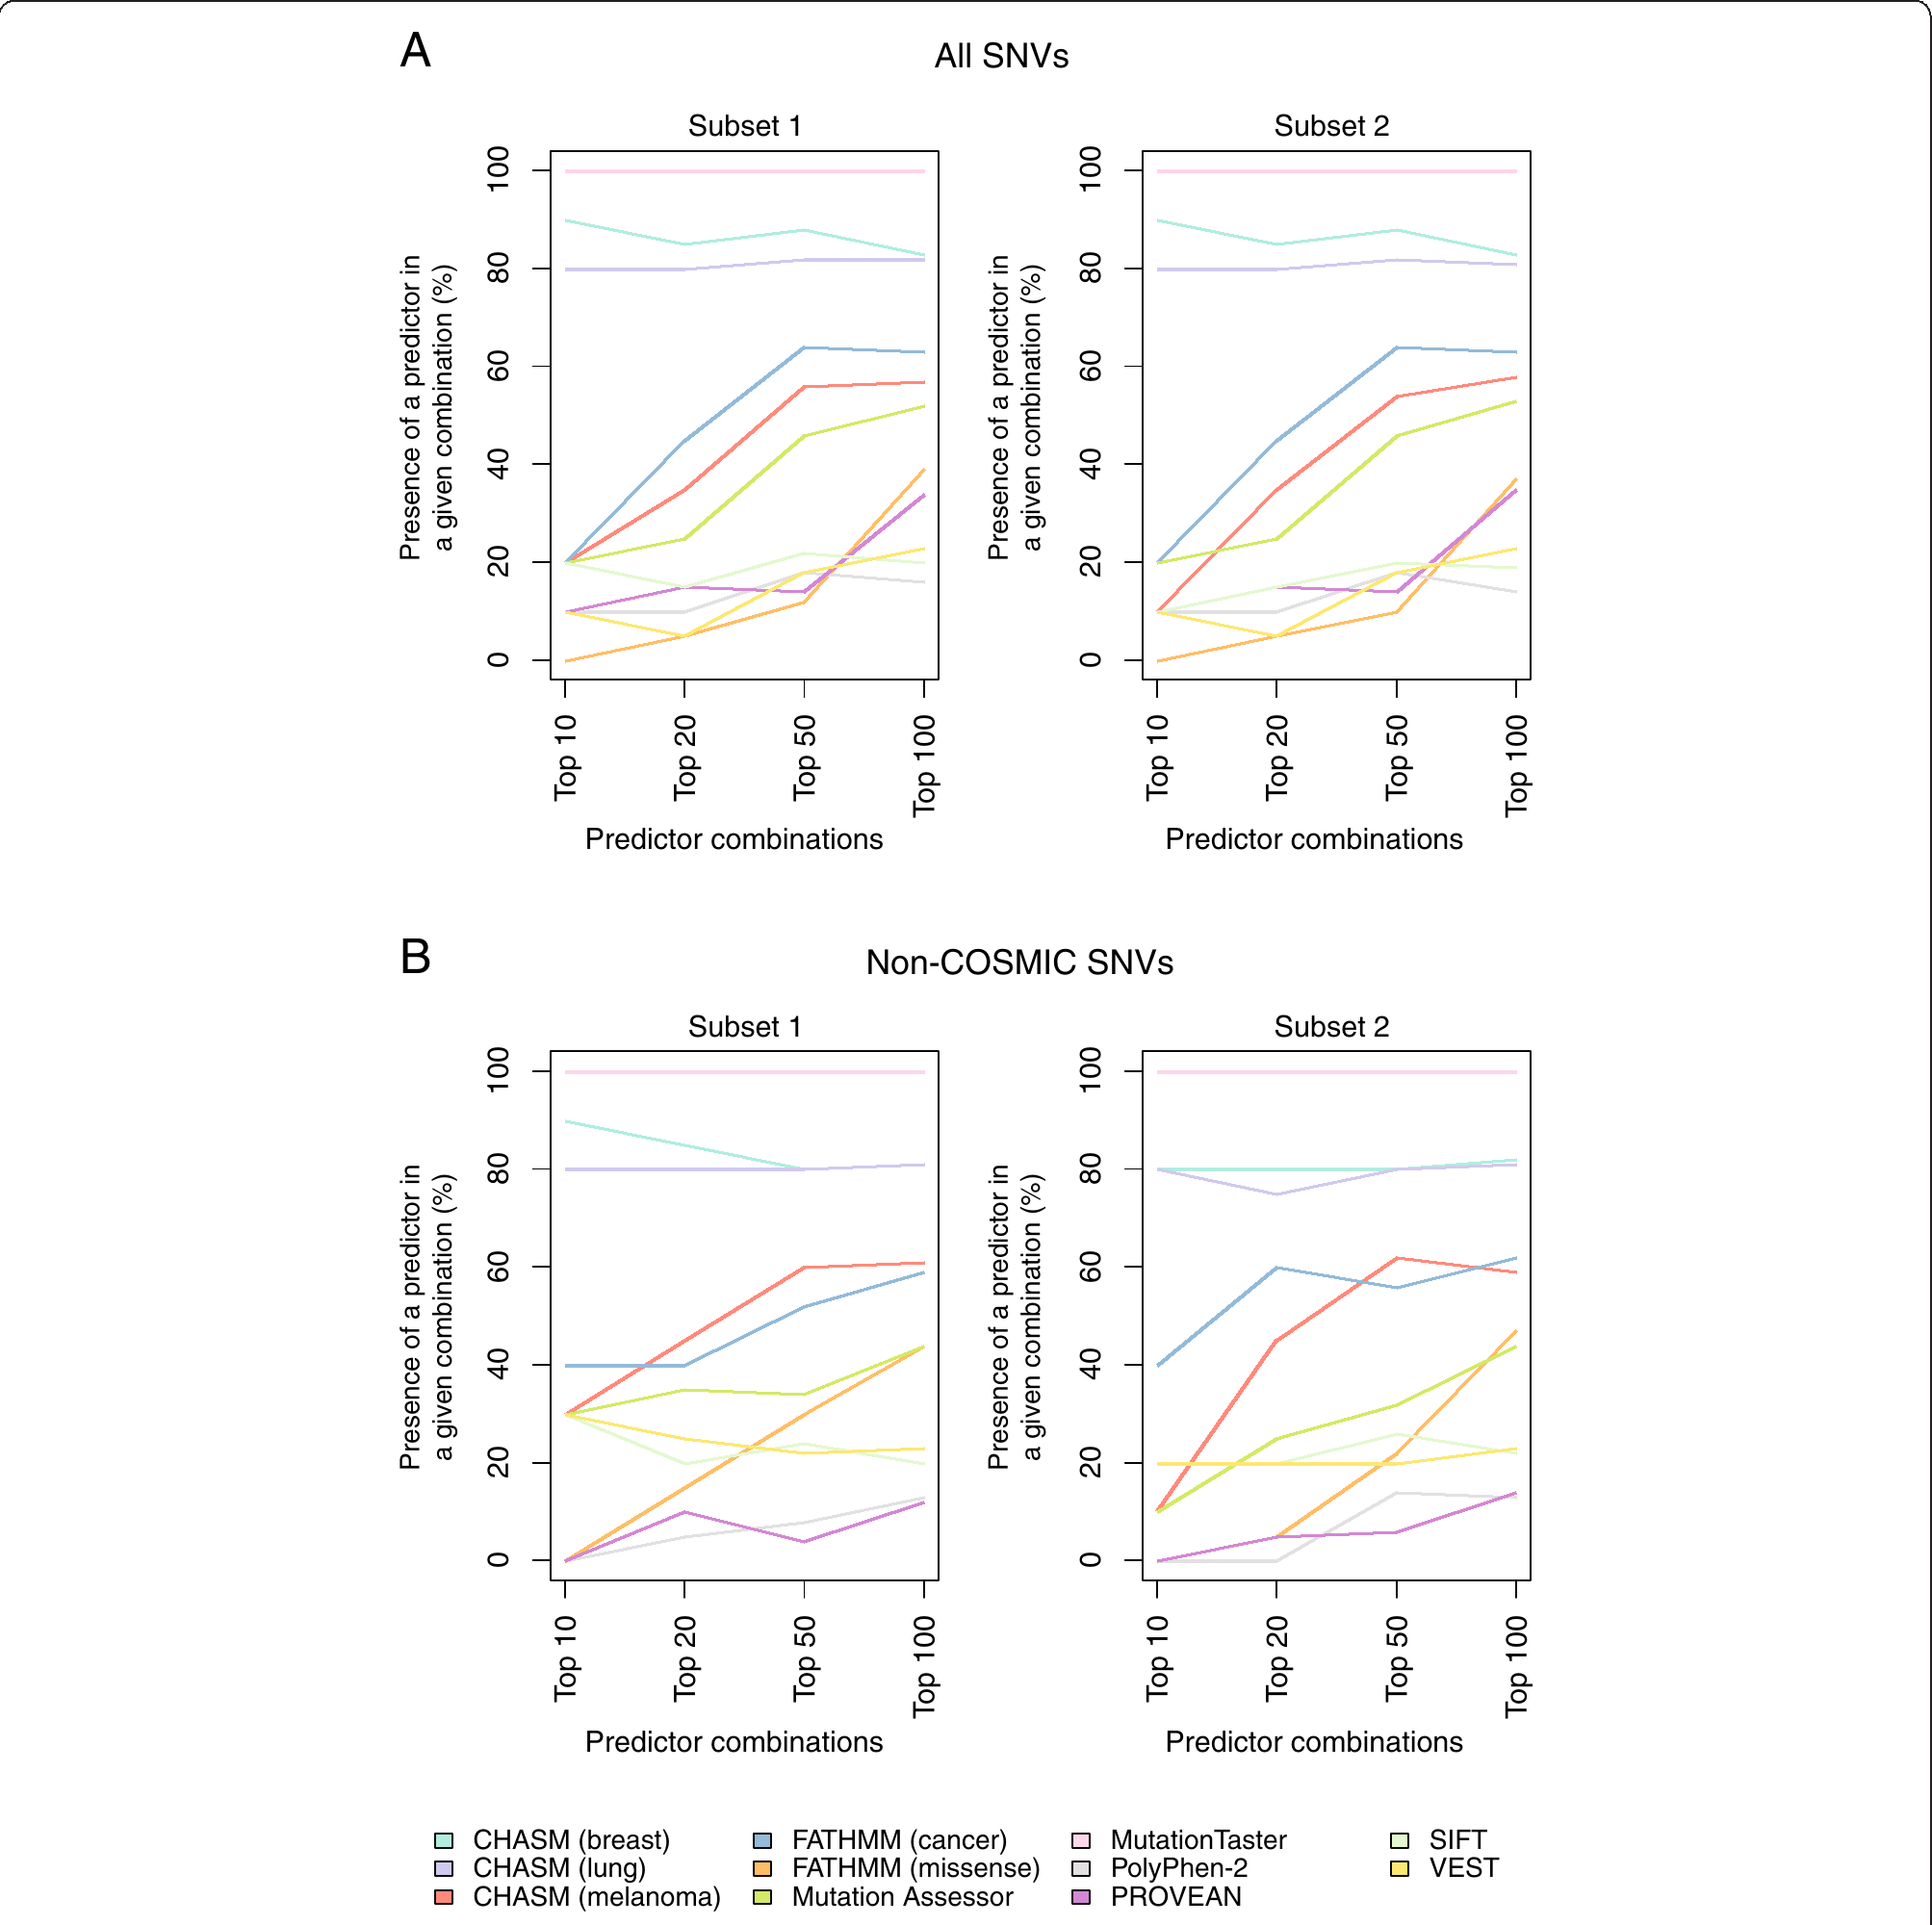 A
All SNVs
Subset 1
Subset 2
Presence of a predictor in
a given combination (%)
100
80
60
40
20
0
Top 10
Top 20
Top 50
Top 100
Predictor combinations
Presence of a predictor in
a given combination (%)
100
80
60
40
20
0
Top 10
Top 20
Top 50
Top 100
Predictor combinations
B
Non-COSMIC SNVs
Subset 1
Subset 2
Presence of a predictor in
a given combination (%)
100
80
60
40
20
0
Top 10
Top 20
Top 50
Top 100
Predictor combinations
Presence of a predictor in
a given combination (%)
100
80
60
40
20
0
Top 10
Top 20
Top 50
Top 100
Predictor combinations
CHASM (breast)
CHASM (lung)
CHASM (melanoma)
FATHMM (cancer)
FATHMM (missense)
Mutation Assessor
MutationTaster
PolyPhen-2
PROVEAN
SIFT
VEST